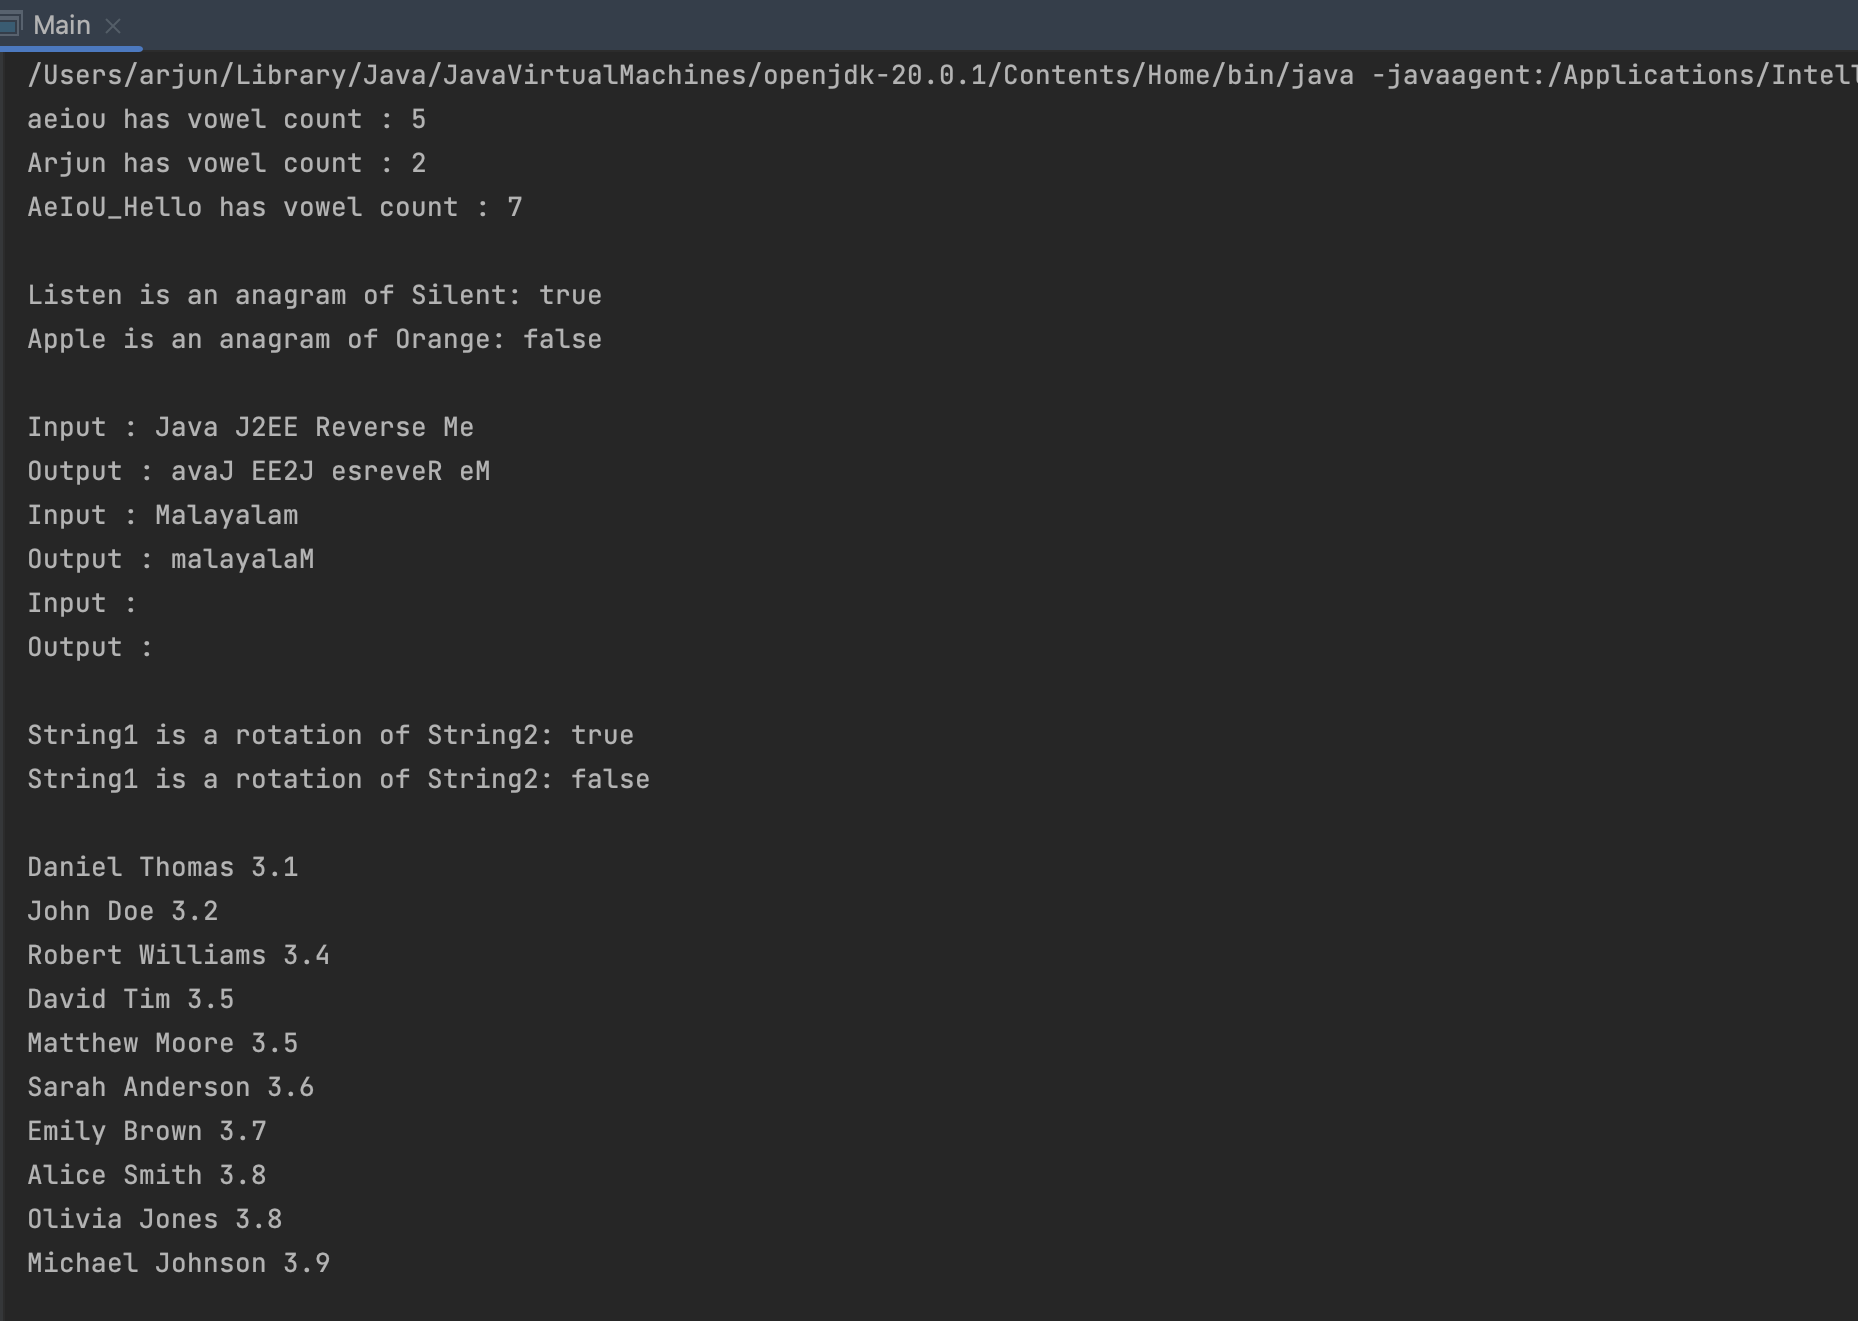 Main
/Users/arjun/Library/Java/JavaVirtualMachines/openjdk-20.0.1/Contents/Home/bin/java -javaagent:/Applications/Intell
aeiou has vowel count : 5
Arjun has vowel count : 2
AeIoU_Hello has vowel count : 7
Listen is an anagram of Silent: true
Apple is an anagram of Orange: false
Input : Java J2EE Reverse Me
Output : avaJ EE2J esreveR eM
Input : Malayalam
Output : malayalaM
Input :
Output :
String1 is a rotation of String2: true
String1 is a rotation of String2: false
Daniel Thomas 3.1
John Doe 3.2
Robert Williams 3.4
David Tim 3.5
Matthew Moore 3.5
Sarah Anderson 3.6
Emily Brown 3.7
Alice Smith 3.8
Olivia Jones 3.8
Michael Johnson 3.9